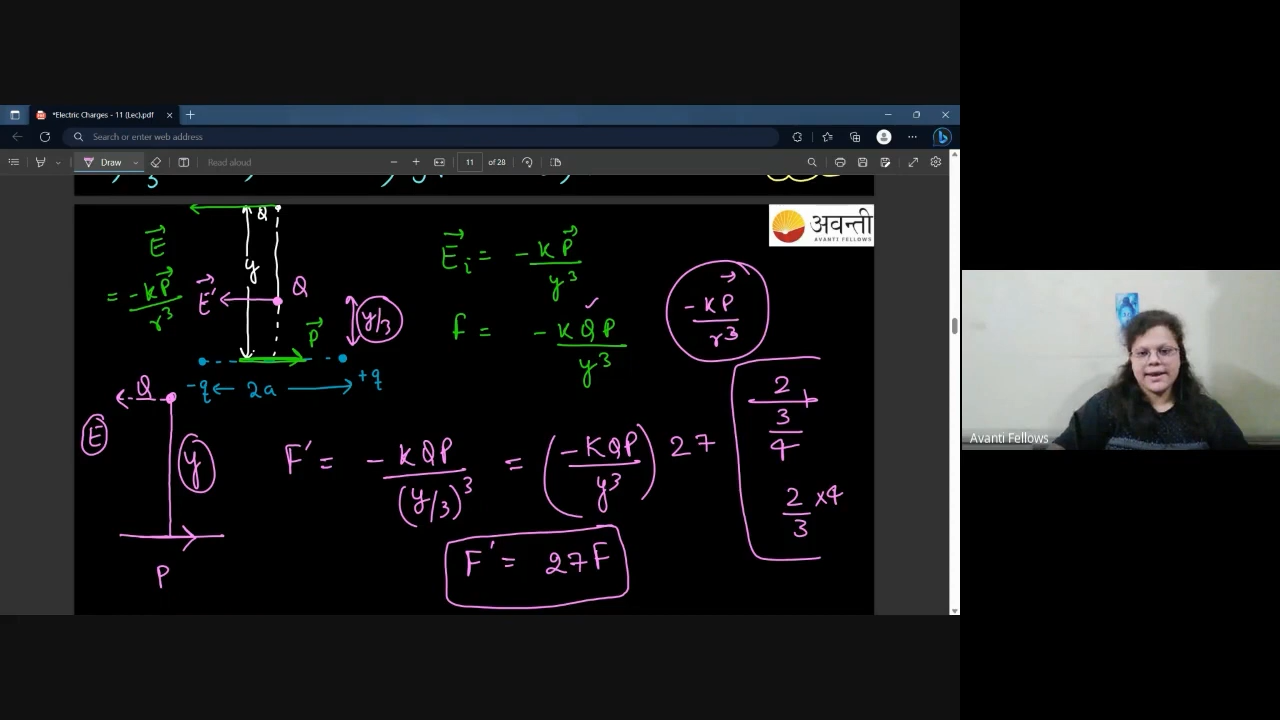 *Electric Charges - 11 (Lec).pdf
Search or enter web address
Draw
Read aloud
11 of 28
अवन्ती
AVANTI FELLOWS
Q
E⃗
= -kP⃗/r³
y
E⃗'
Q
y/3
P⃗
-q ← 2a → +q
E⃗i = -kP⃗/y³
F = -kQP/y³
-kP⃗/r³
Q
E
y
P
F' = -kQP/(y/3)³ = (-kQP/y³) 27
F' = 27F
2
3
4
2/3 ×4
Avanti Fellows